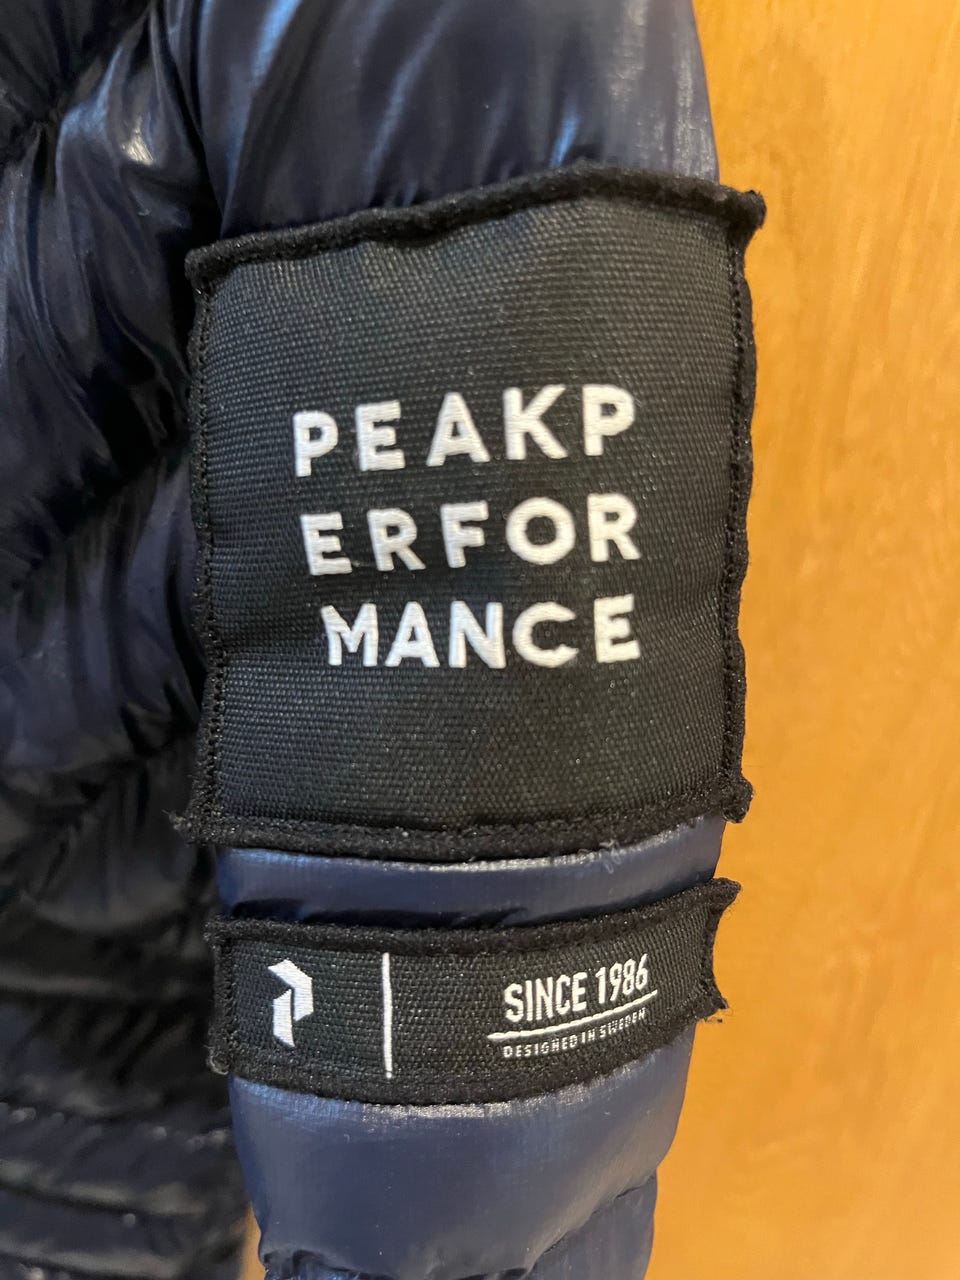 PEAKP
ERFOR
MANCE
SINCE 1986
DESIGNED IN SWEDEN